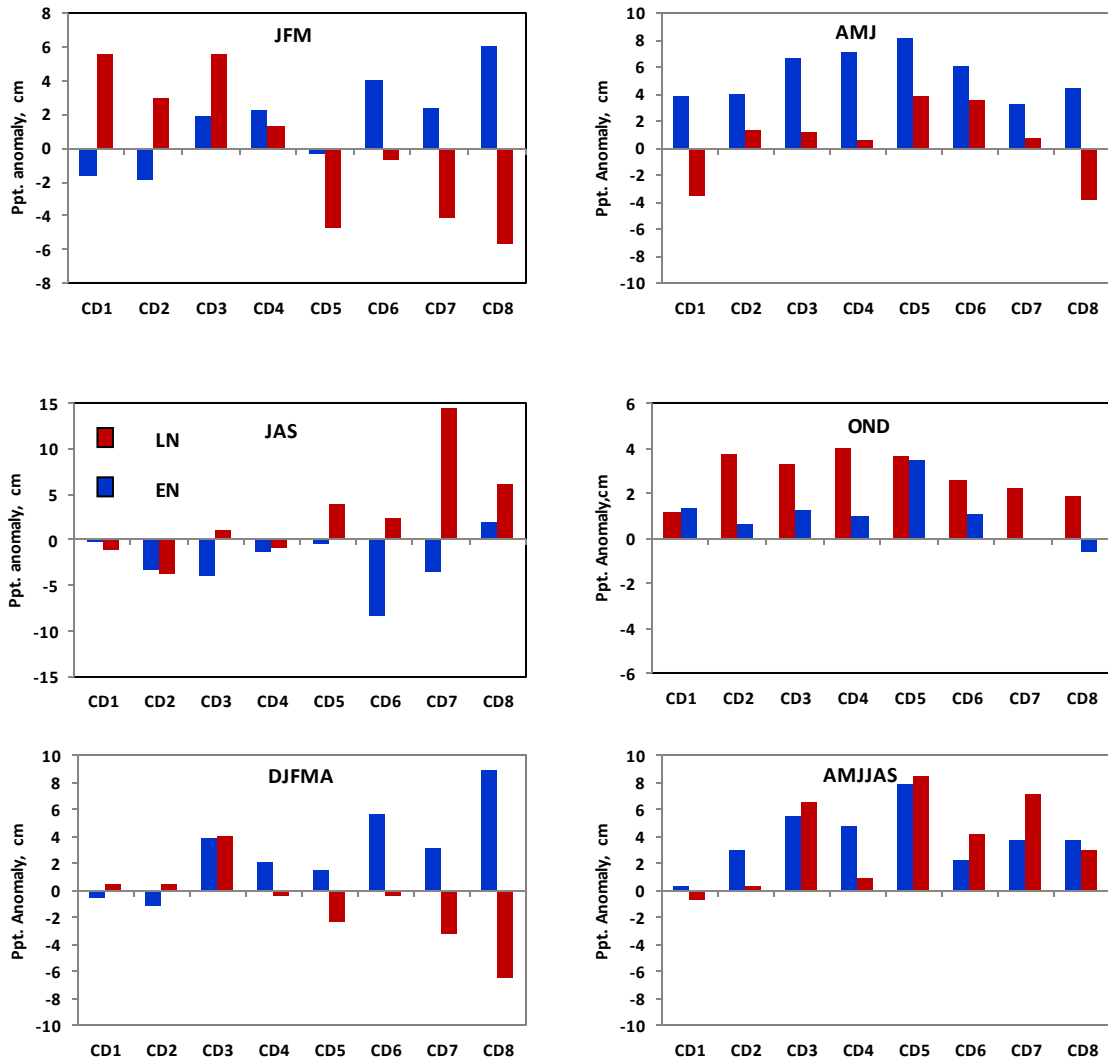 JFM
Ppt. anomaly, cm
8
6
4
2
0
-2
-4
-6
-8
CD1 CD2 CD3 CD4 CD5 CD6 CD7 CD8
AMJ
Ppt. anomaly, cm
10
8
6
4
2
0
-2
-4
-6
-8
-10
CD1 CD2 CD3 CD4 CD5 CD6 CD7 CD8
JAS
LN
EN
Ppt. anomaly, cm
15
10
5
0
-5
-10
-15
CD1 CD2 CD3 CD4 CD5 CD6 CD7 CD8
OND
Ppt. Anomaly,cm
6
4
2
0
-2
-4
-6
CD1 CD2 CD3 CD4 CD5 CD6 CD7 CD8
DJFMA
Ppt. Anomaly, cm
10
8
6
4
2
0
-2
-4
-6
-8
-10
CD1 CD2 CD3 CD4 CD5 CD6 CD7 CD8
AMJJAS
Ppt. Anomaly, cm
10
8
6
4
2
0
-2
-4
-6
-8
-10
CD1 CD2 CD3 CD4 CD5 CD6 CD7 CD8